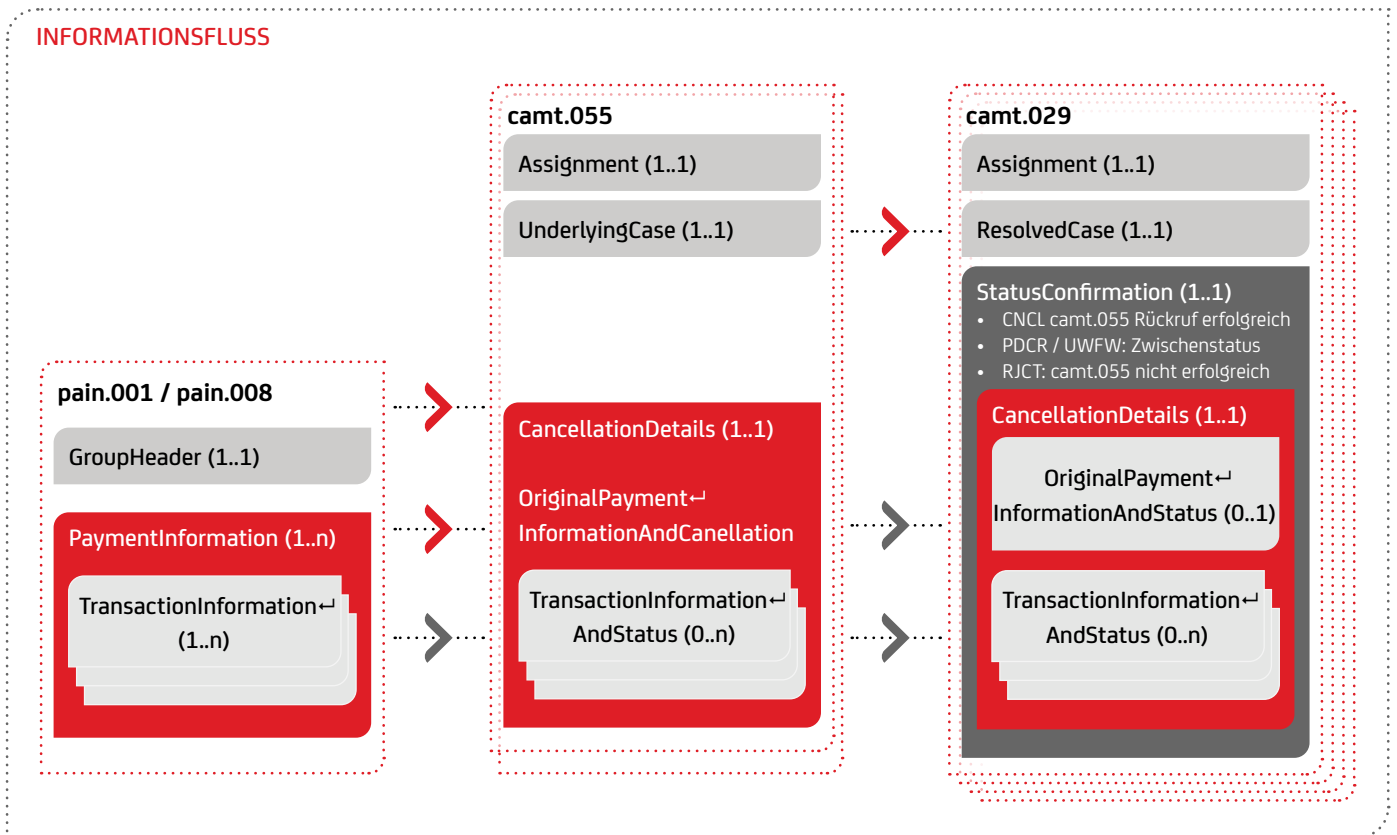 INFORMATIONSFLUSS
pain.001 / pain.008
GroupHeader (1..1)
PaymentInformation (1..n)
TransactionInformation↵
(1..n)
camt.055
Assignment (1..1)
UnderlyingCase (1..1)
CancellationDetails (1..1)
OriginalPayment↵
InformationAndCanellation
TransactionInformation↵
AndStatus (0..n)
camt.029
Assignment (1..1)
ResolvedCase (1..1)
StatusConfirmation (1..1)
• CNCL camt.055 Rückruf erfolgreich
• PDCR / UWFW: Zwischenstatus
• RJCT: camt.055 nicht erfolgreich
CancellationDetails (1..1)
OriginalPayment↵
InformationAndStatus (0..1)
TransactionInformation↵
AndStatus (0..n)